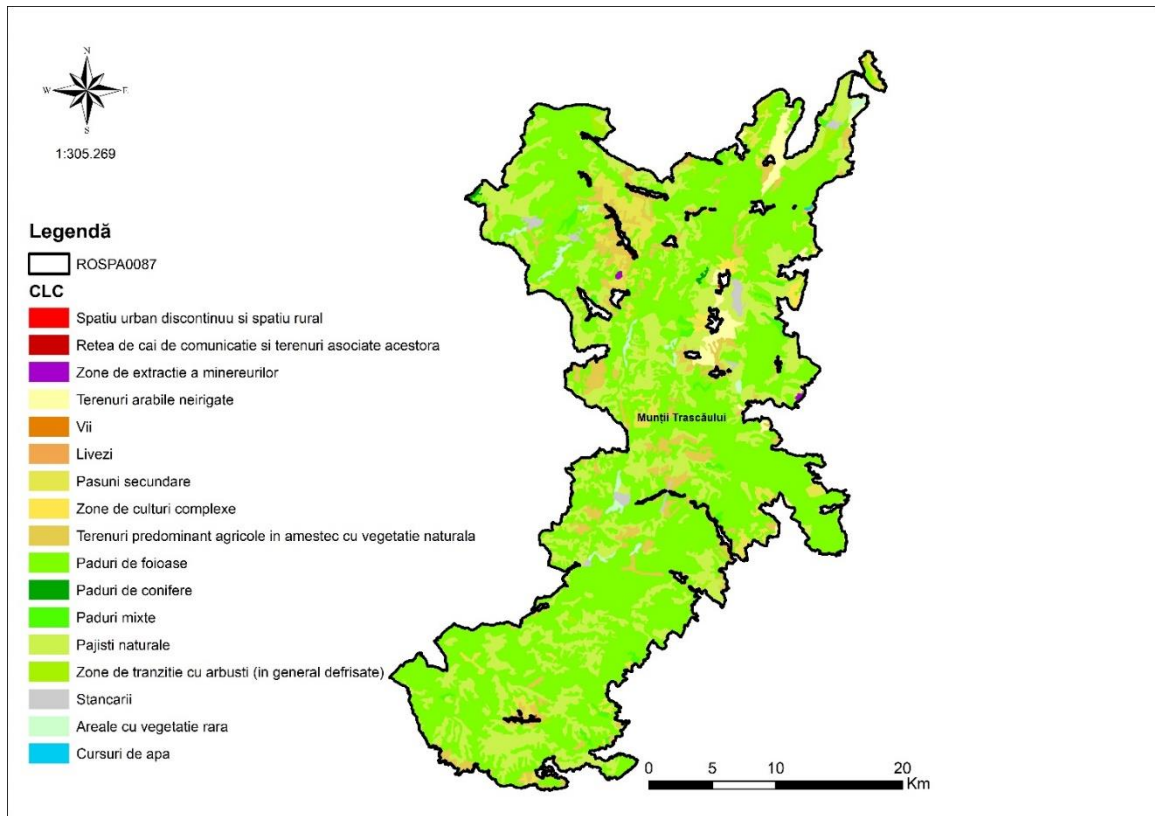 N
W E
S
1:305.269
Legendă
ROSPA0087
CLC
Spatiu urban discontinuu si spatiu rural
Retea de cai de comunicatie si terenuri asociate acestora
Zone de extractie a minereurilor
Terenuri arabile neirigate
Vii
Livezi
Pasuni secundare
Zone de culturi complexe
Terenuri predominant agricole in amestec cu vegetatie naturala
Paduri de foioase
Paduri de conifere
Paduri mixte
Pajisti naturale
Zone de tranzitie cu arbusti (in general defrisate)
Stancarii
Areale cu vegetatie rara
Cursuri de apa
Munții Trascăului
0 5 10 20
Km